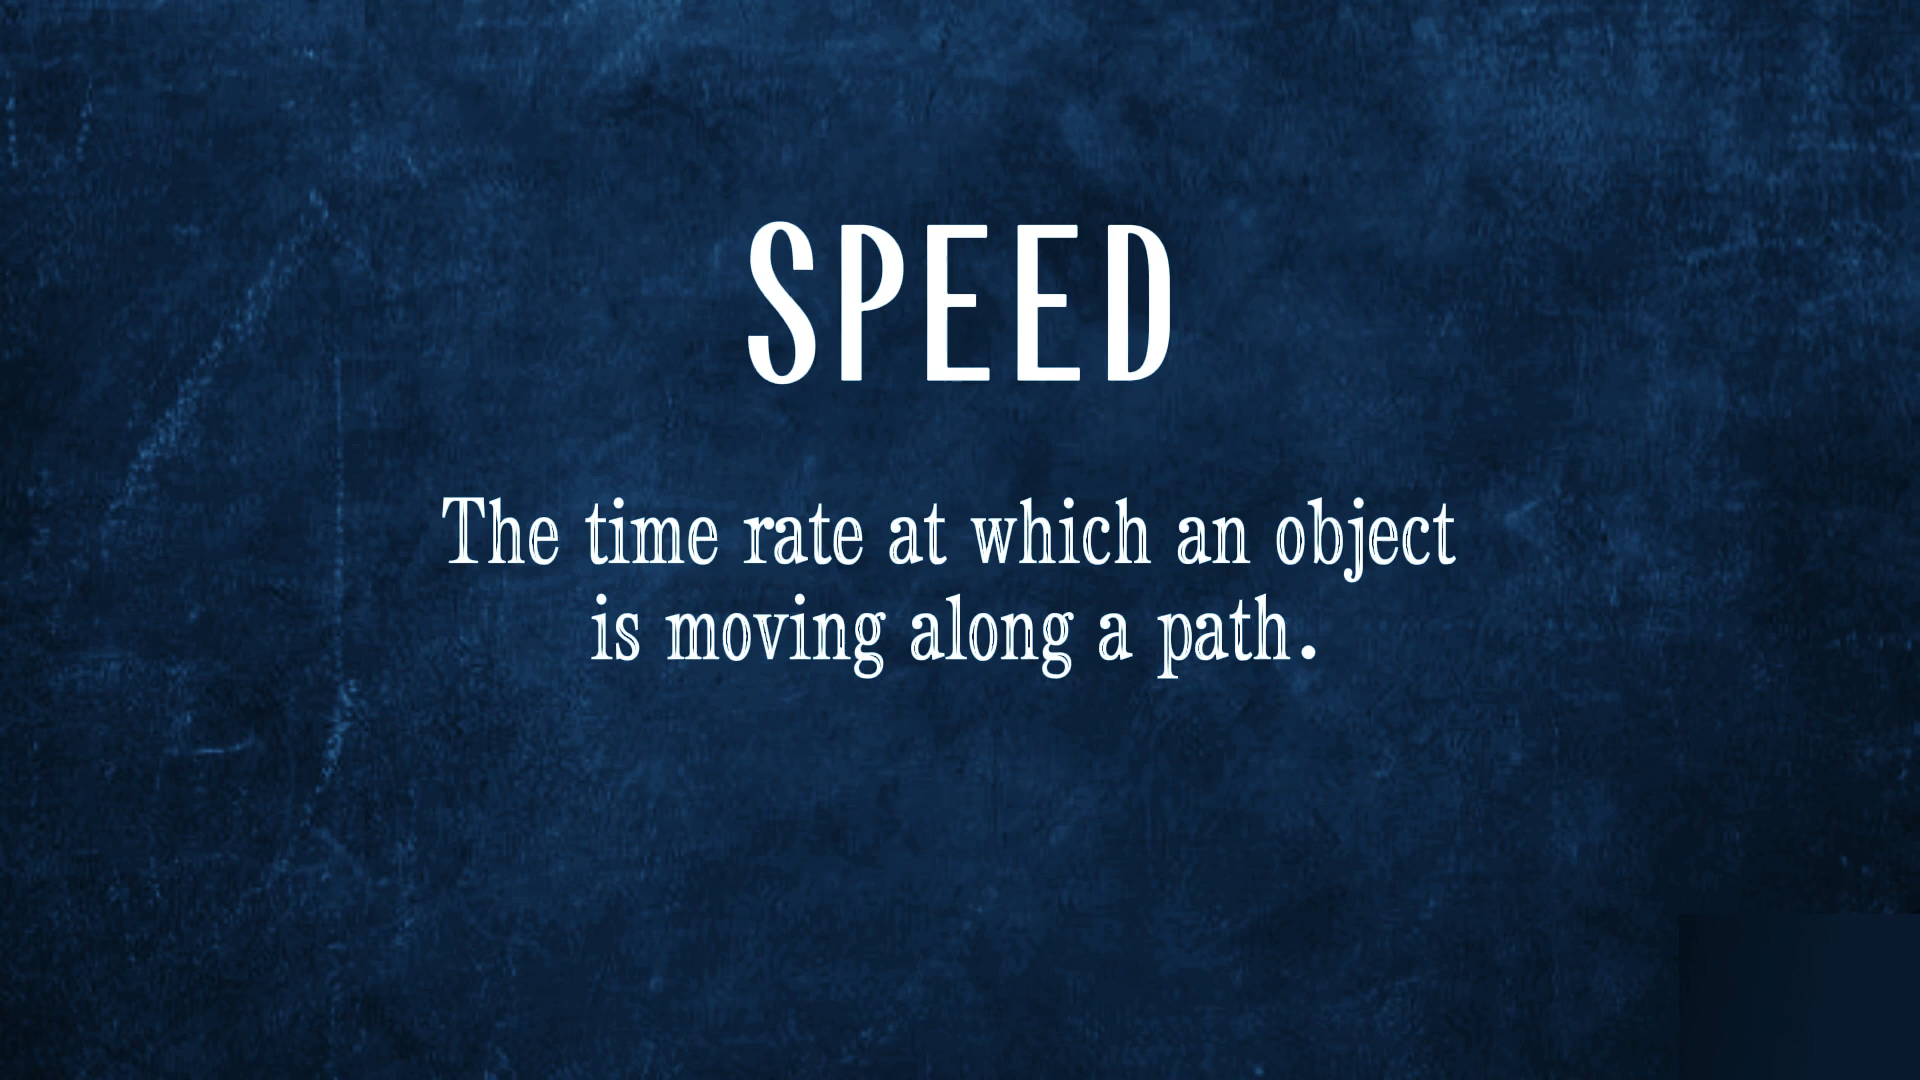 SPEED
The time rate at which an object
is moving along a path.